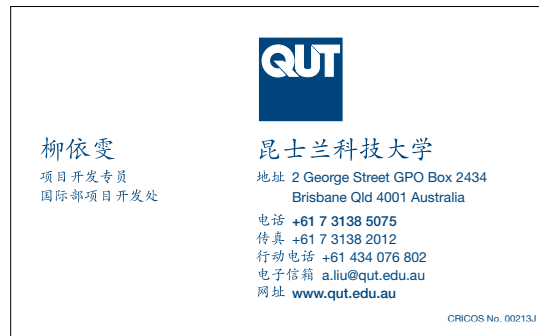 QUT
柳依雯
项目开发专员
国际部项目开发处
昆士兰科技大学
地址 2 George Street GPO Box 2434
Brisbane Qld 4001 Australia
电话 +61 7 3138 5075
传真 +61 7 3138 2012
行动电话 +61 434 076 802
电子信箱 a.liu@qut.edu.au
网址 www.qut.edu.au
CRICOS No. 00213J